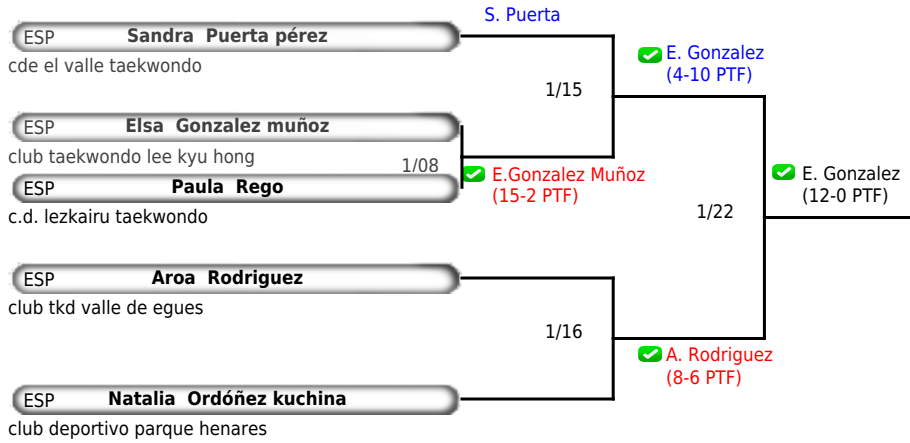 S. Puerta
ESP Sandra Puerta pérez
cde el valle taekwondo
E. Gonzalez
(4-10 PTF)
1/15
ESP Elsa Gonzalez muñoz
club taekwondo lee kyu hong
1/08
E.Gonzalez Muñoz
(15-2 PTF)
ESP Paula Rego
c.d. lezkairu taekwondo
E. Gonzalez
(12-0 PTF)
1/22
ESP Aroa Rodriguez
club tkd valle de egues
1/16
A. Rodriguez
(8-6 PTF)
ESP Natalia Ordóñez kuchina
club deportivo parque henares